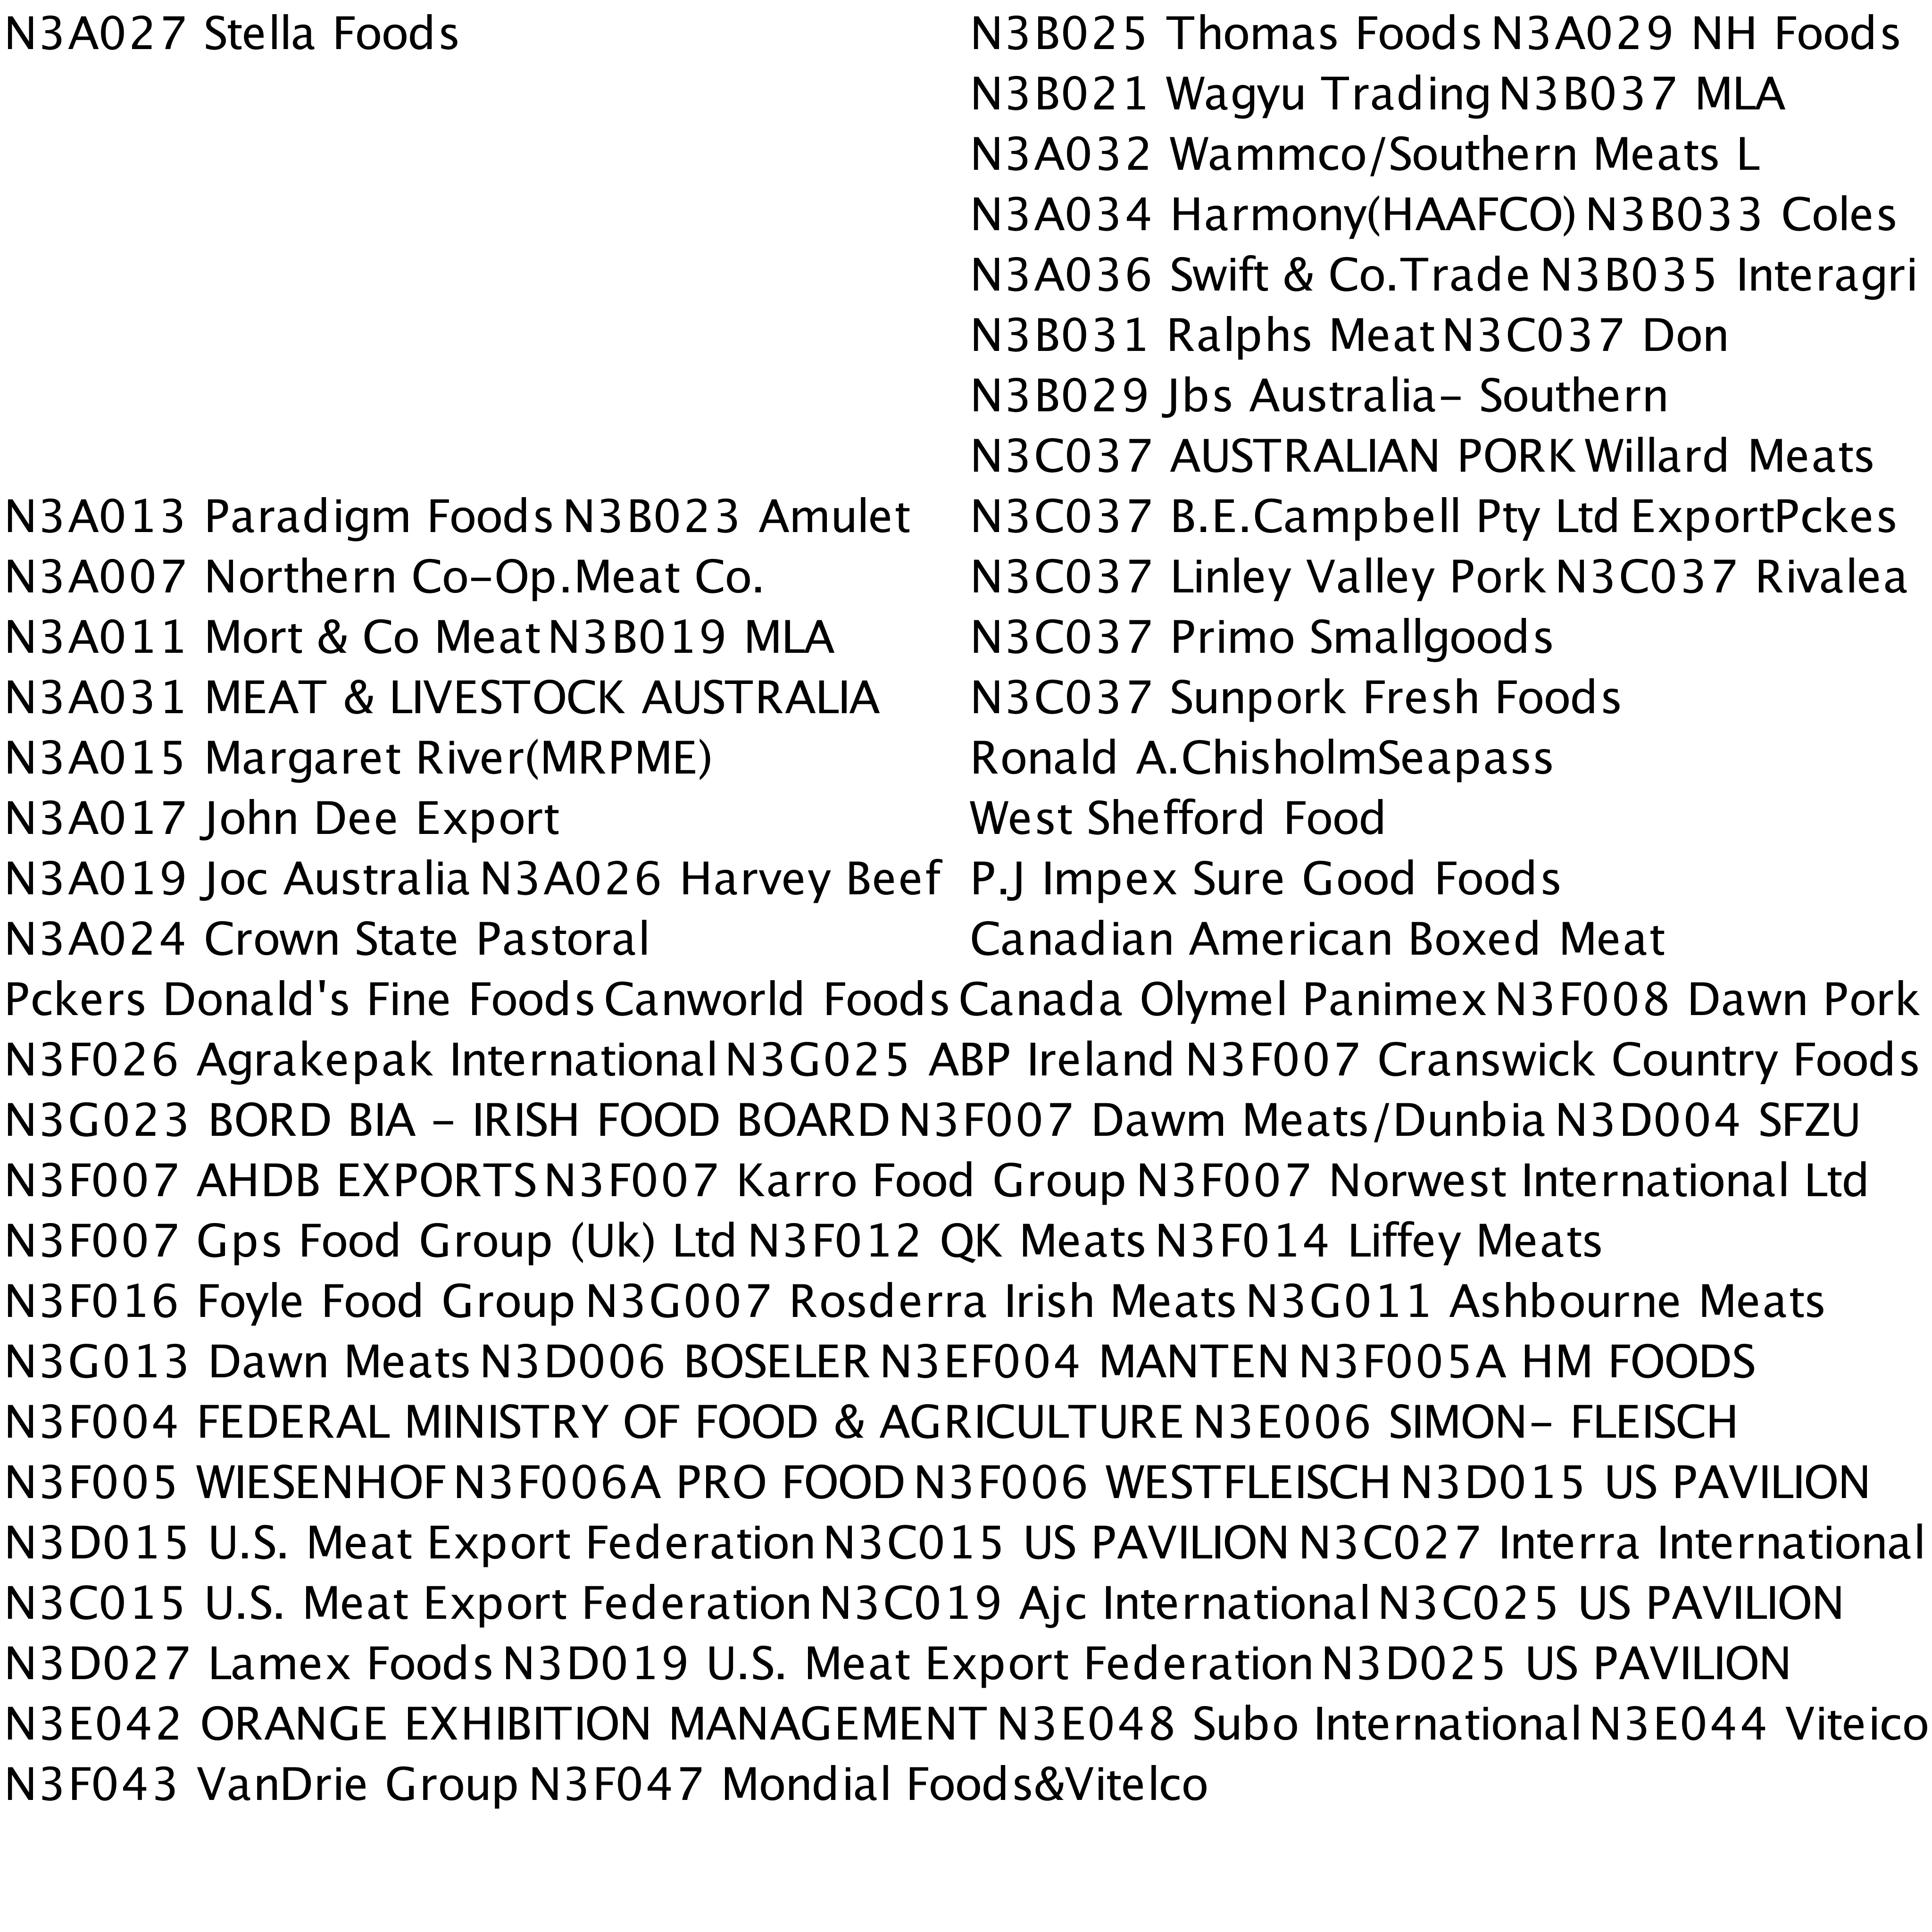 N3A027 Stella Foods
N3B025 Thomas Foods N3A029 NH Foods
N3B021 Wagyu Trading N3B037 MLA
N3A032 Wammco/Southern Meats L
N3A034 Harmony(HAAFCO) N3B033 Coles
N3A036 Swift & Co.Trade N3B035 Interagri
N3B031 Ralphs Meat N3C037 Don
N3B029 Jbs Australia- Southern
N3C037 AUSTRALIAN PORK Willard Meats
N3A013 Paradigm Foods N3B023 Amulet
N3A007 Northern Co-Op.Meat Co.
N3A011 Mort & Co Meat N3B019 MLA
N3A031 MEAT & LIVESTOCK AUSTRALIA
N3A015 Margaret River(MRPME)
N3A017 John Dee Export
N3A019 Joc Australia N3A026 Harvey Beef
N3A024 Crown State Pastoral
N3C037 B.E.Campbell Pty Ltd ExportPckes
N3C037 Linley Valley Pork N3C037 Rivalea
N3C037 Primo Smallgoods
N3C037 Sunpork Fresh Foods
Ronald A.ChisholmSeapass
West Shefford Food
P.J Impex Sure Good Foods
Canadian American Boxed Meat
Pckers Donald's Fine Foods Canworld Foods Canada Olymel Panimex N3F008 Dawn Pork
N3F026 Agrakepak International N3G025 ABP Ireland N3F007 Cranswick Country Foods
N3G023 BORD BIA - IRISH FOOD BOARD N3F007 Dawm Meats/Dunbia N3D004 SFZU
N3F007 AHDB EXPORTS N3F007 Karro Food Group N3F007 Norwest International Ltd
N3F007 Gps Food Group (Uk) Ltd N3F012 QK Meats N3F014 Liffey Meats
N3F016 Foyle Food Group N3G007 Rosderra Irish Meats N3G011 Ashbourne Meats
N3G013 Dawn Meats N3D006 BOSELER N3EF004 MANTEN N3F005A HM FOODS
N3F004 FEDERAL MINISTRY OF FOOD & AGRICULTURE N3E006 SIMON- FLEISCH
N3F005 WIESENHOF N3F006A PRO FOOD N3F006 WESTFLEISCH N3D015 US PAVILION
N3D015 U.S. Meat Export Federation N3C015 US PAVILION N3C027 Interra International
N3C015 U.S. Meat Export Federation N3C019 Ajc International N3C025 US PAVILION
N3D027 Lamex Foods N3D019 U.S. Meat Export Federation N3D025 US PAVILION
N3E042 ORANGE EXHIBITION MANAGEMENT N3E048 Subo International N3E044 Viteico
N3F043 VanDrie Group N3F047 Mondial Foods&Vitelco